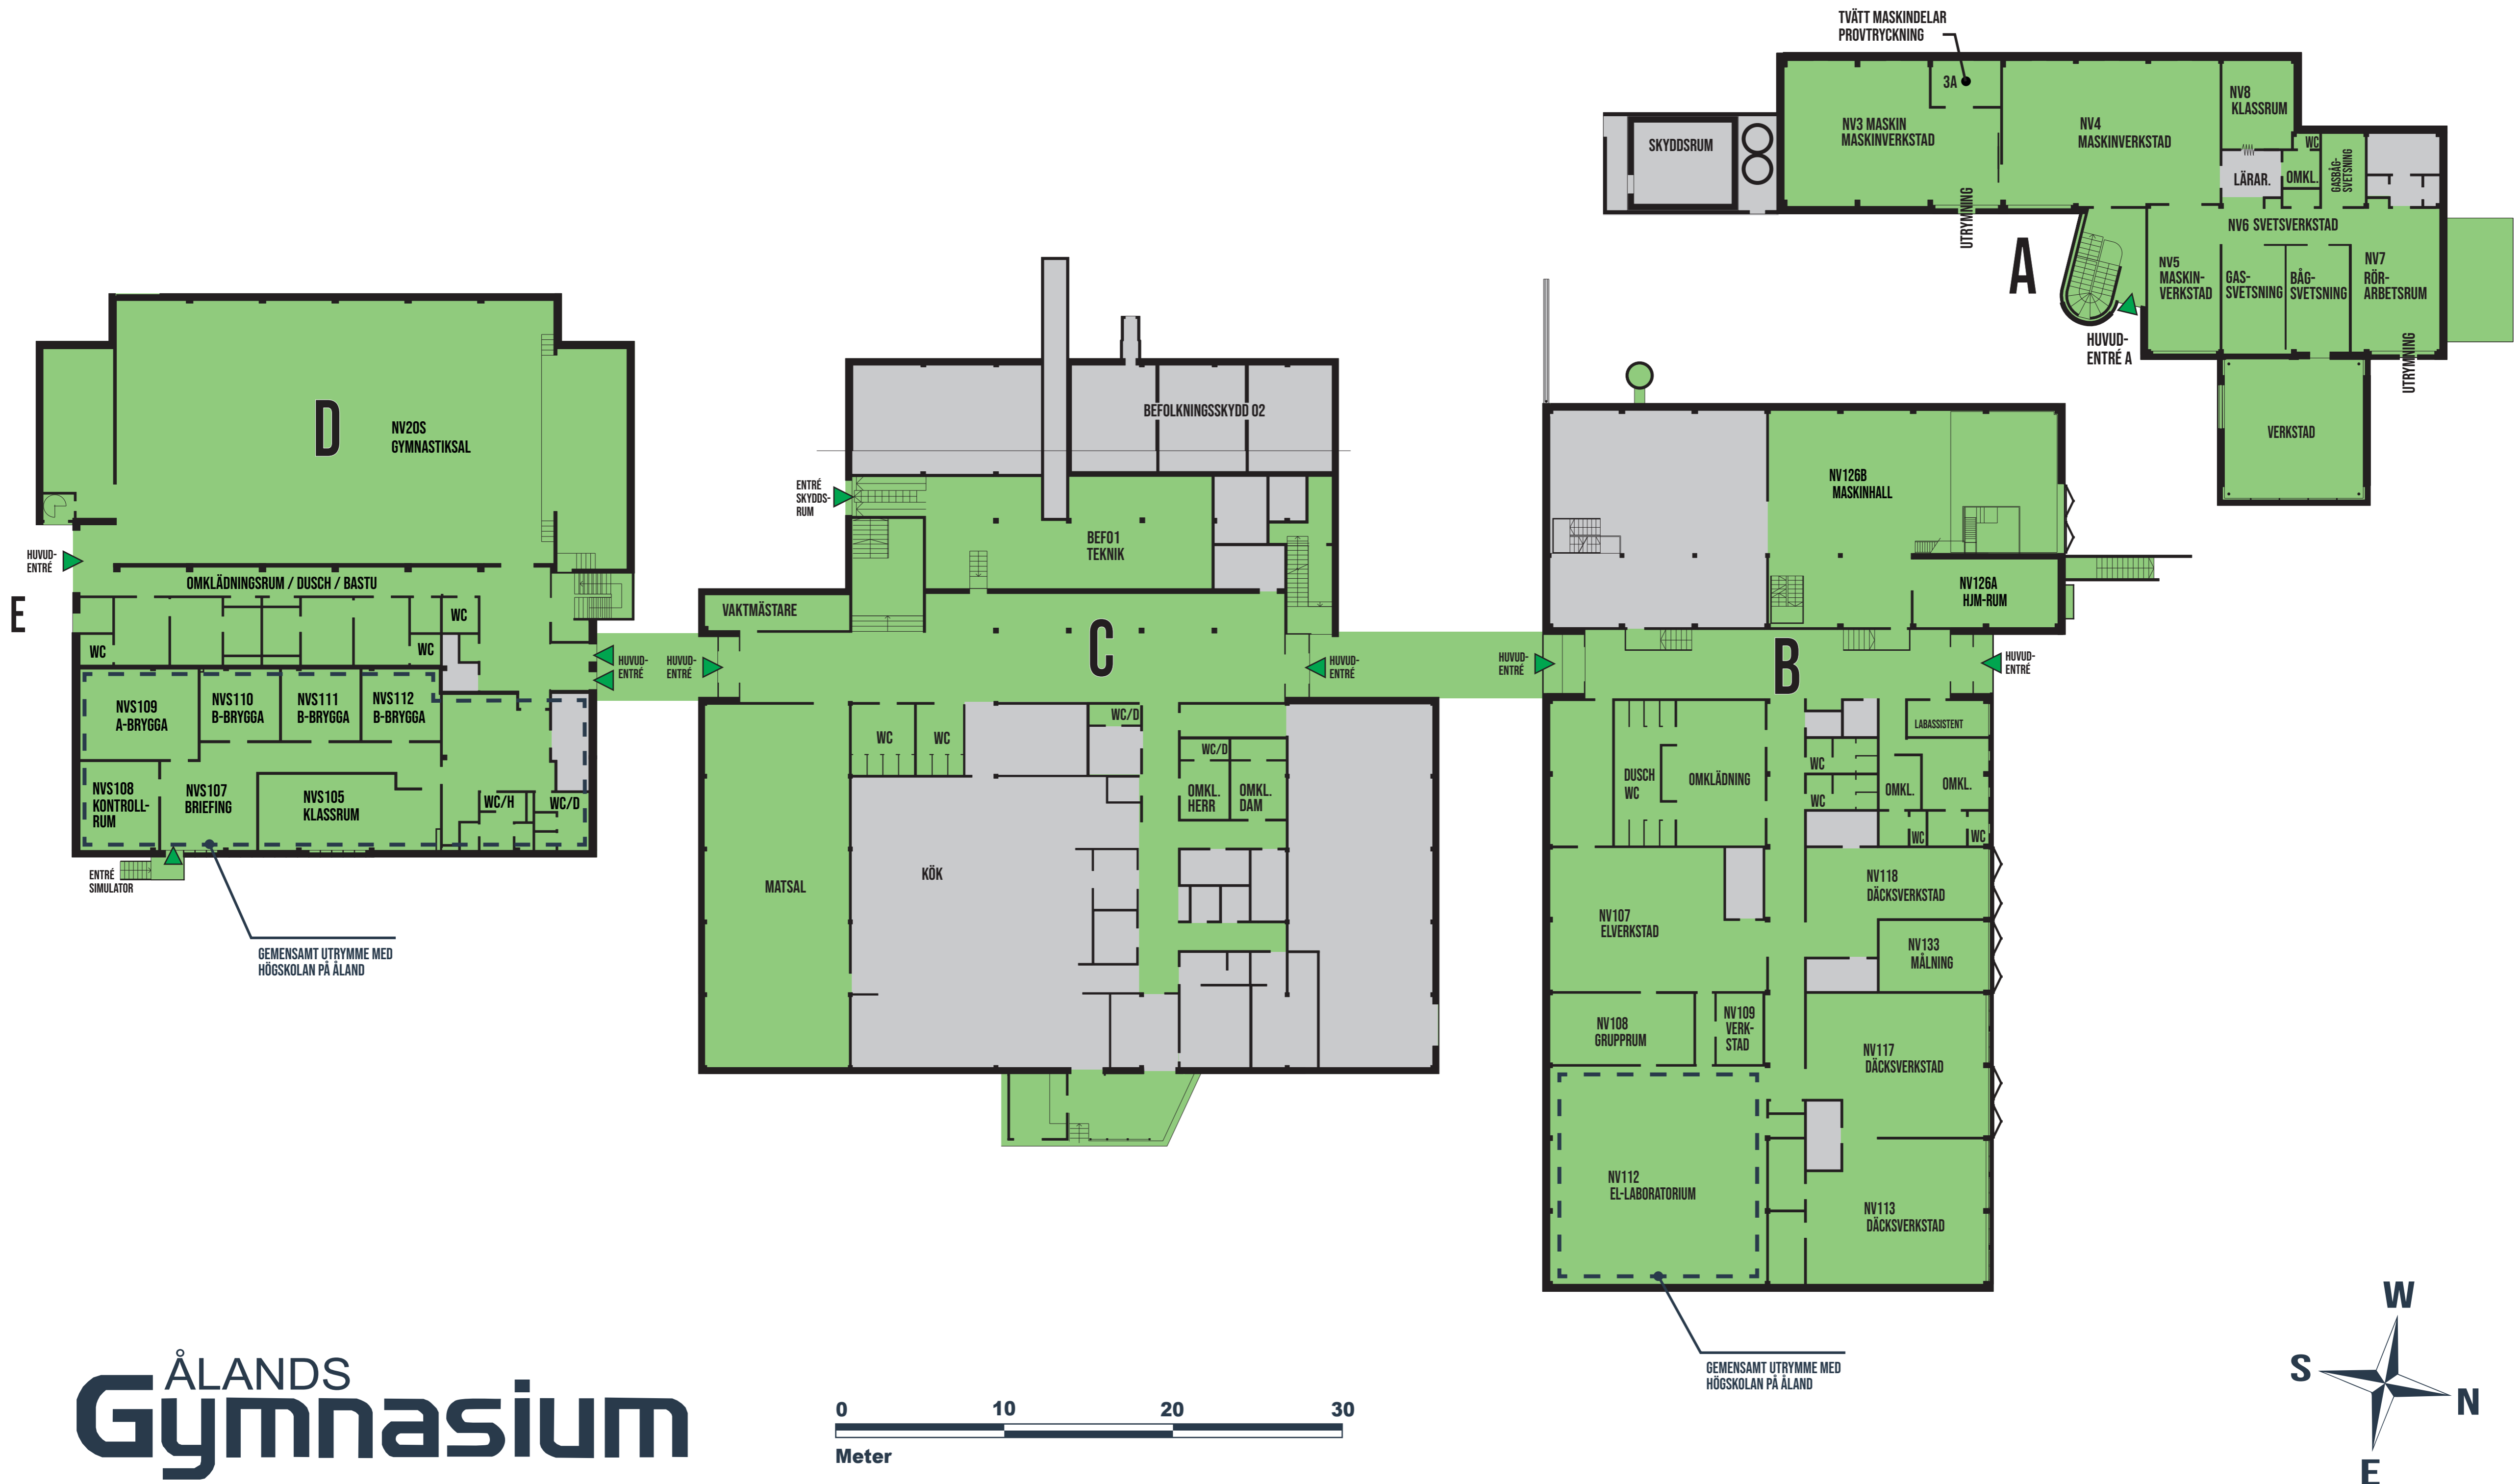 TVÄTT MASKINDELAR
PROVTRYCKNING
3A
NV8
KLASSRUM
NV3 MASKIN
MASKINVERKSTAD
NV4
MASKINVERKSTAD
SKYDDSRUM
WC
GASBÅG-
SVETSNING
LÄRAR.
OMKL.
UTRYMNING
NV6 SVETSVERKSTAD
A
NV5
MASKIN-
VERKSTAD
GAS-
SVETSNING
BÅG-
SVETSNING
NV7
RÖR-
ARBETSRUM
HUVUD-
ENTRÉ A
UTRYMNING
VERKSTAD
D
NV20S
GYMNASTIKSAL
HUVUD-
ENTRÉ
E
OMKLÄDNINGSRUM / DUSCH / BASTU
WC
WC
WC
HUVUD-
ENTRÉ
NVS109
A-BRYGGA
NVS110
B-BRYGGA
NVS111
B-BRYGGA
NVS112
B-BRYGGA
NVS108
KONTROLL-
RUM
NVS107
BRIEFING
NVS105
KLASSRUM
WC/H
WC/D
ENTRÉ
SIMULATOR
GEMENSAMT UTRYMME MED
HÖGSKOLAN PÅ ÅLAND
BEFOLKNINGSSKYDD 02
ENTRÉ
SKYDDS-
RUM
BEF01
TEKNIK
VAKTMÄSTARE
C
HUVUD-
ENTRÉ
HUVUD-
ENTRÉ
WC
WC
WC/D
WC/D
OMKL.
HERR
OMKL.
DAM
MATSAL
KÖK
NV126B
MASKINHALL
NV126A
HJM-RUM
HUVUD-
ENTRÉ
B
HUVUD-
ENTRÉ
LABASSISTENT
DUSCH
WC
OMKLÄDNING
WC
WC
OMKL.
OMKL.
WC
WC
NV107
ELVERKSTAD
NV118
DÄCKSVERKSTAD
NV133
MÅLNING
NV108
GRUPPRUM
NV109
VERK-
STAD
NV117
DÄCKSVERKSTAD
NV112
EL-LABORATORIUM
NV113
DÄCKSVERKSTAD
GEMENSAMT UTRYMME MED
HÖGSKOLAN PÅ ÅLAND
ÅLANDS
Gymnasium
0 10 20 30
Meter
W
S
N
E